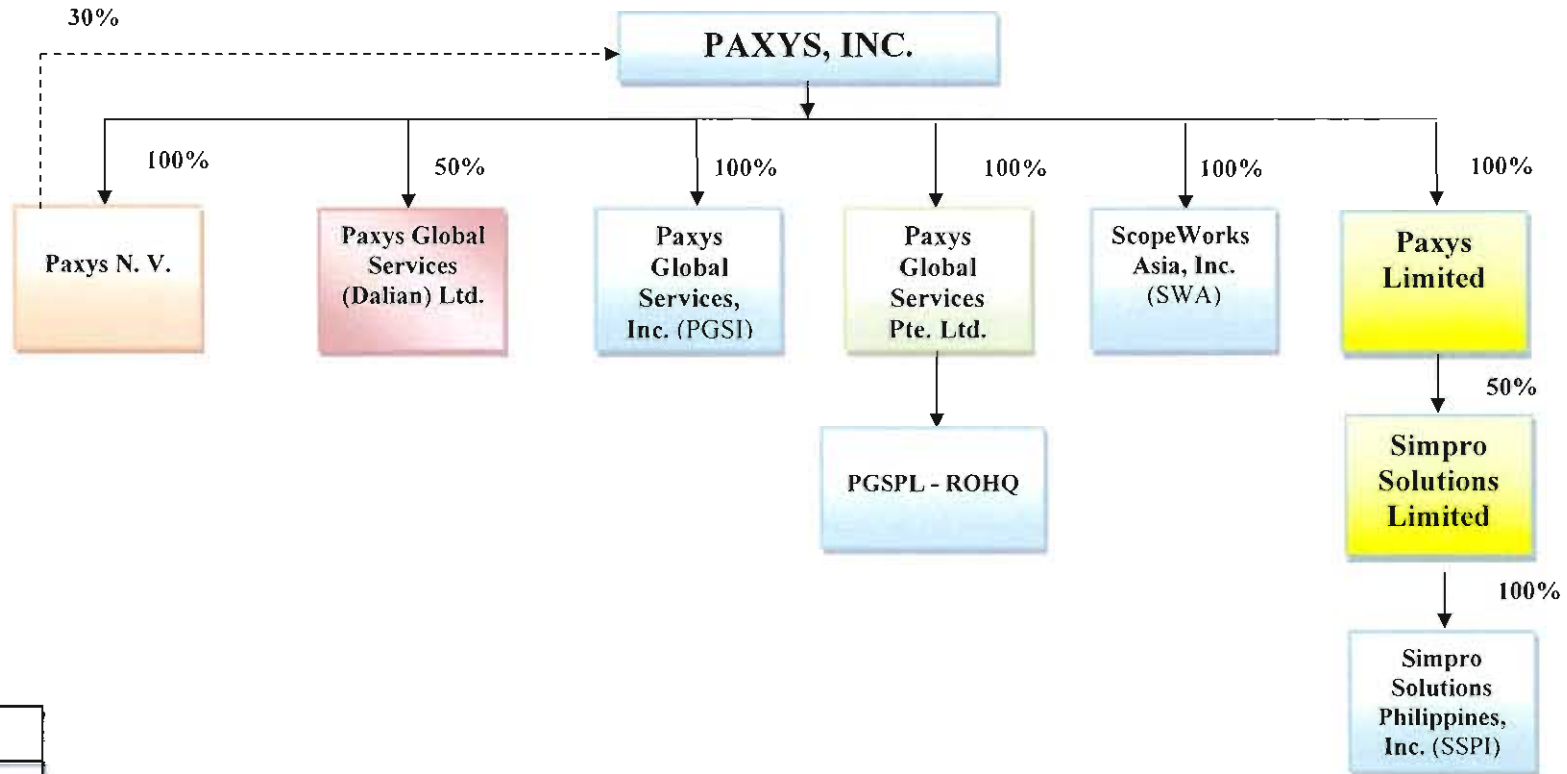 30%
PAXYS, INC.
100%
50%
100%
100%
100%
100%
Paxys N. V.
Paxys Global
Services
(Dalian) Ltd.
Paxys
Global
Services,
Inc. (PGSI)
Paxys
Global
Services
Pte. Ltd.
ScopeWorks
Asia, Inc.
(SWA)
Paxys
Limited
50%
PGSPL - ROHQ
Simpro
Solutions
Limited
100%
Simpro
Solutions
Philippines,
Inc. (SSPI)